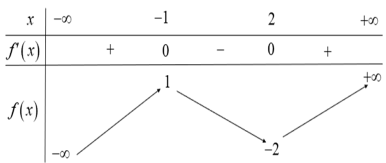 x −∞ −1 2 +∞
f'(x) + 0 − 0 +
1 +∞
f(x)
−∞ −2